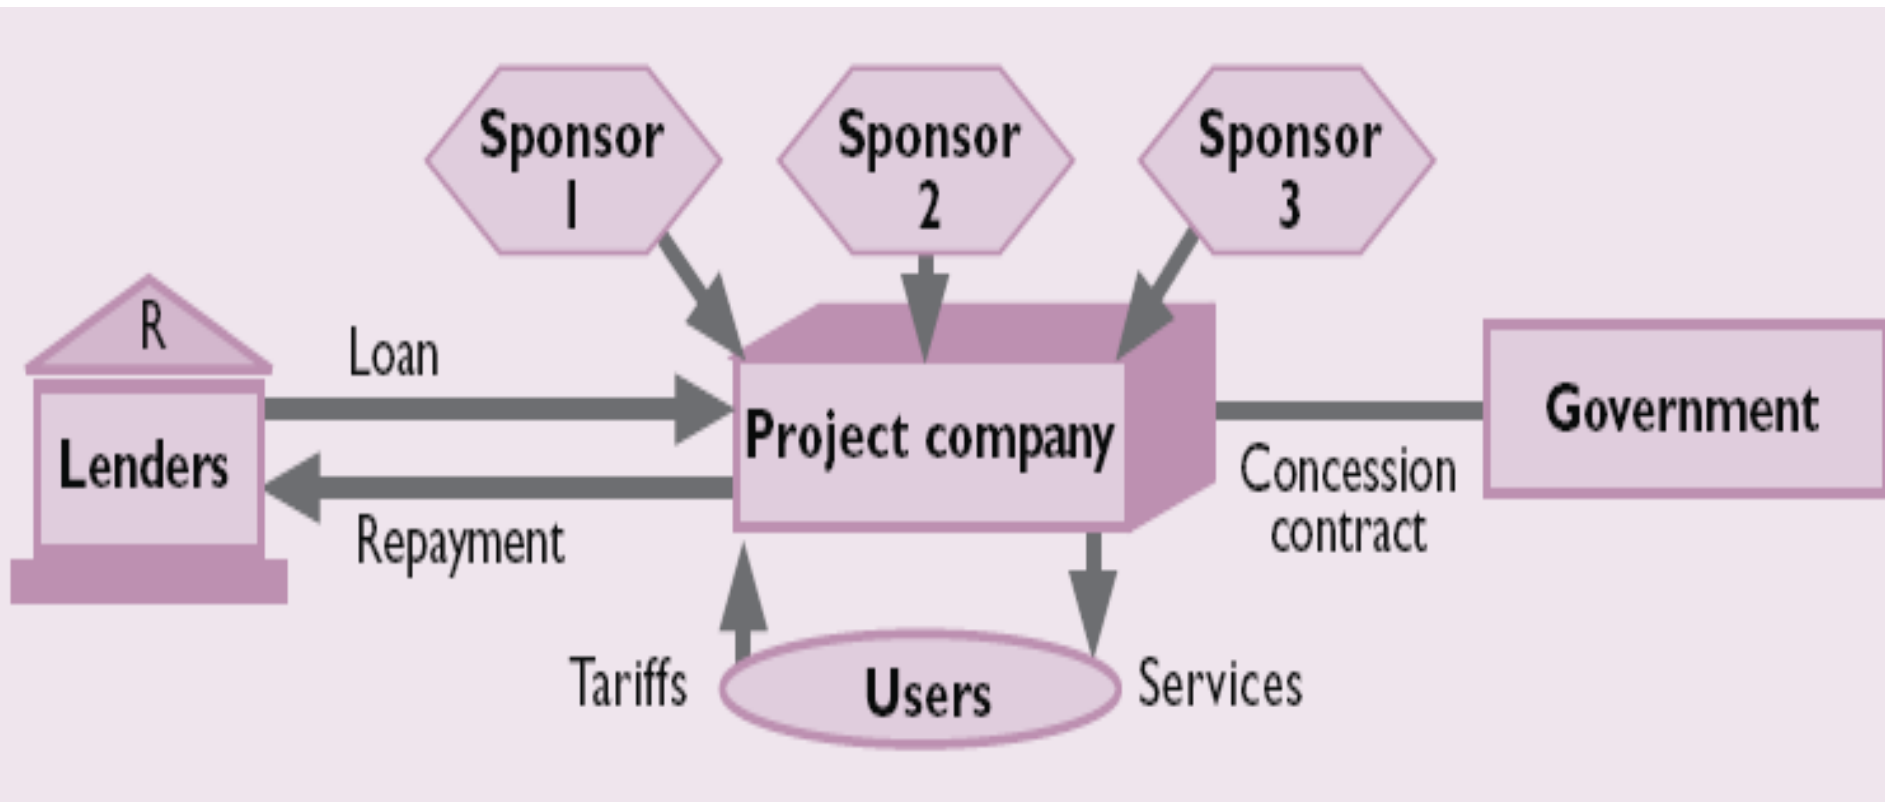 Sponsor
1
Sponsor
2
Sponsor
3
R
Lenders
Loan
Repayment
Project company
Concession
contract
Government
Tariffs
Users
Services